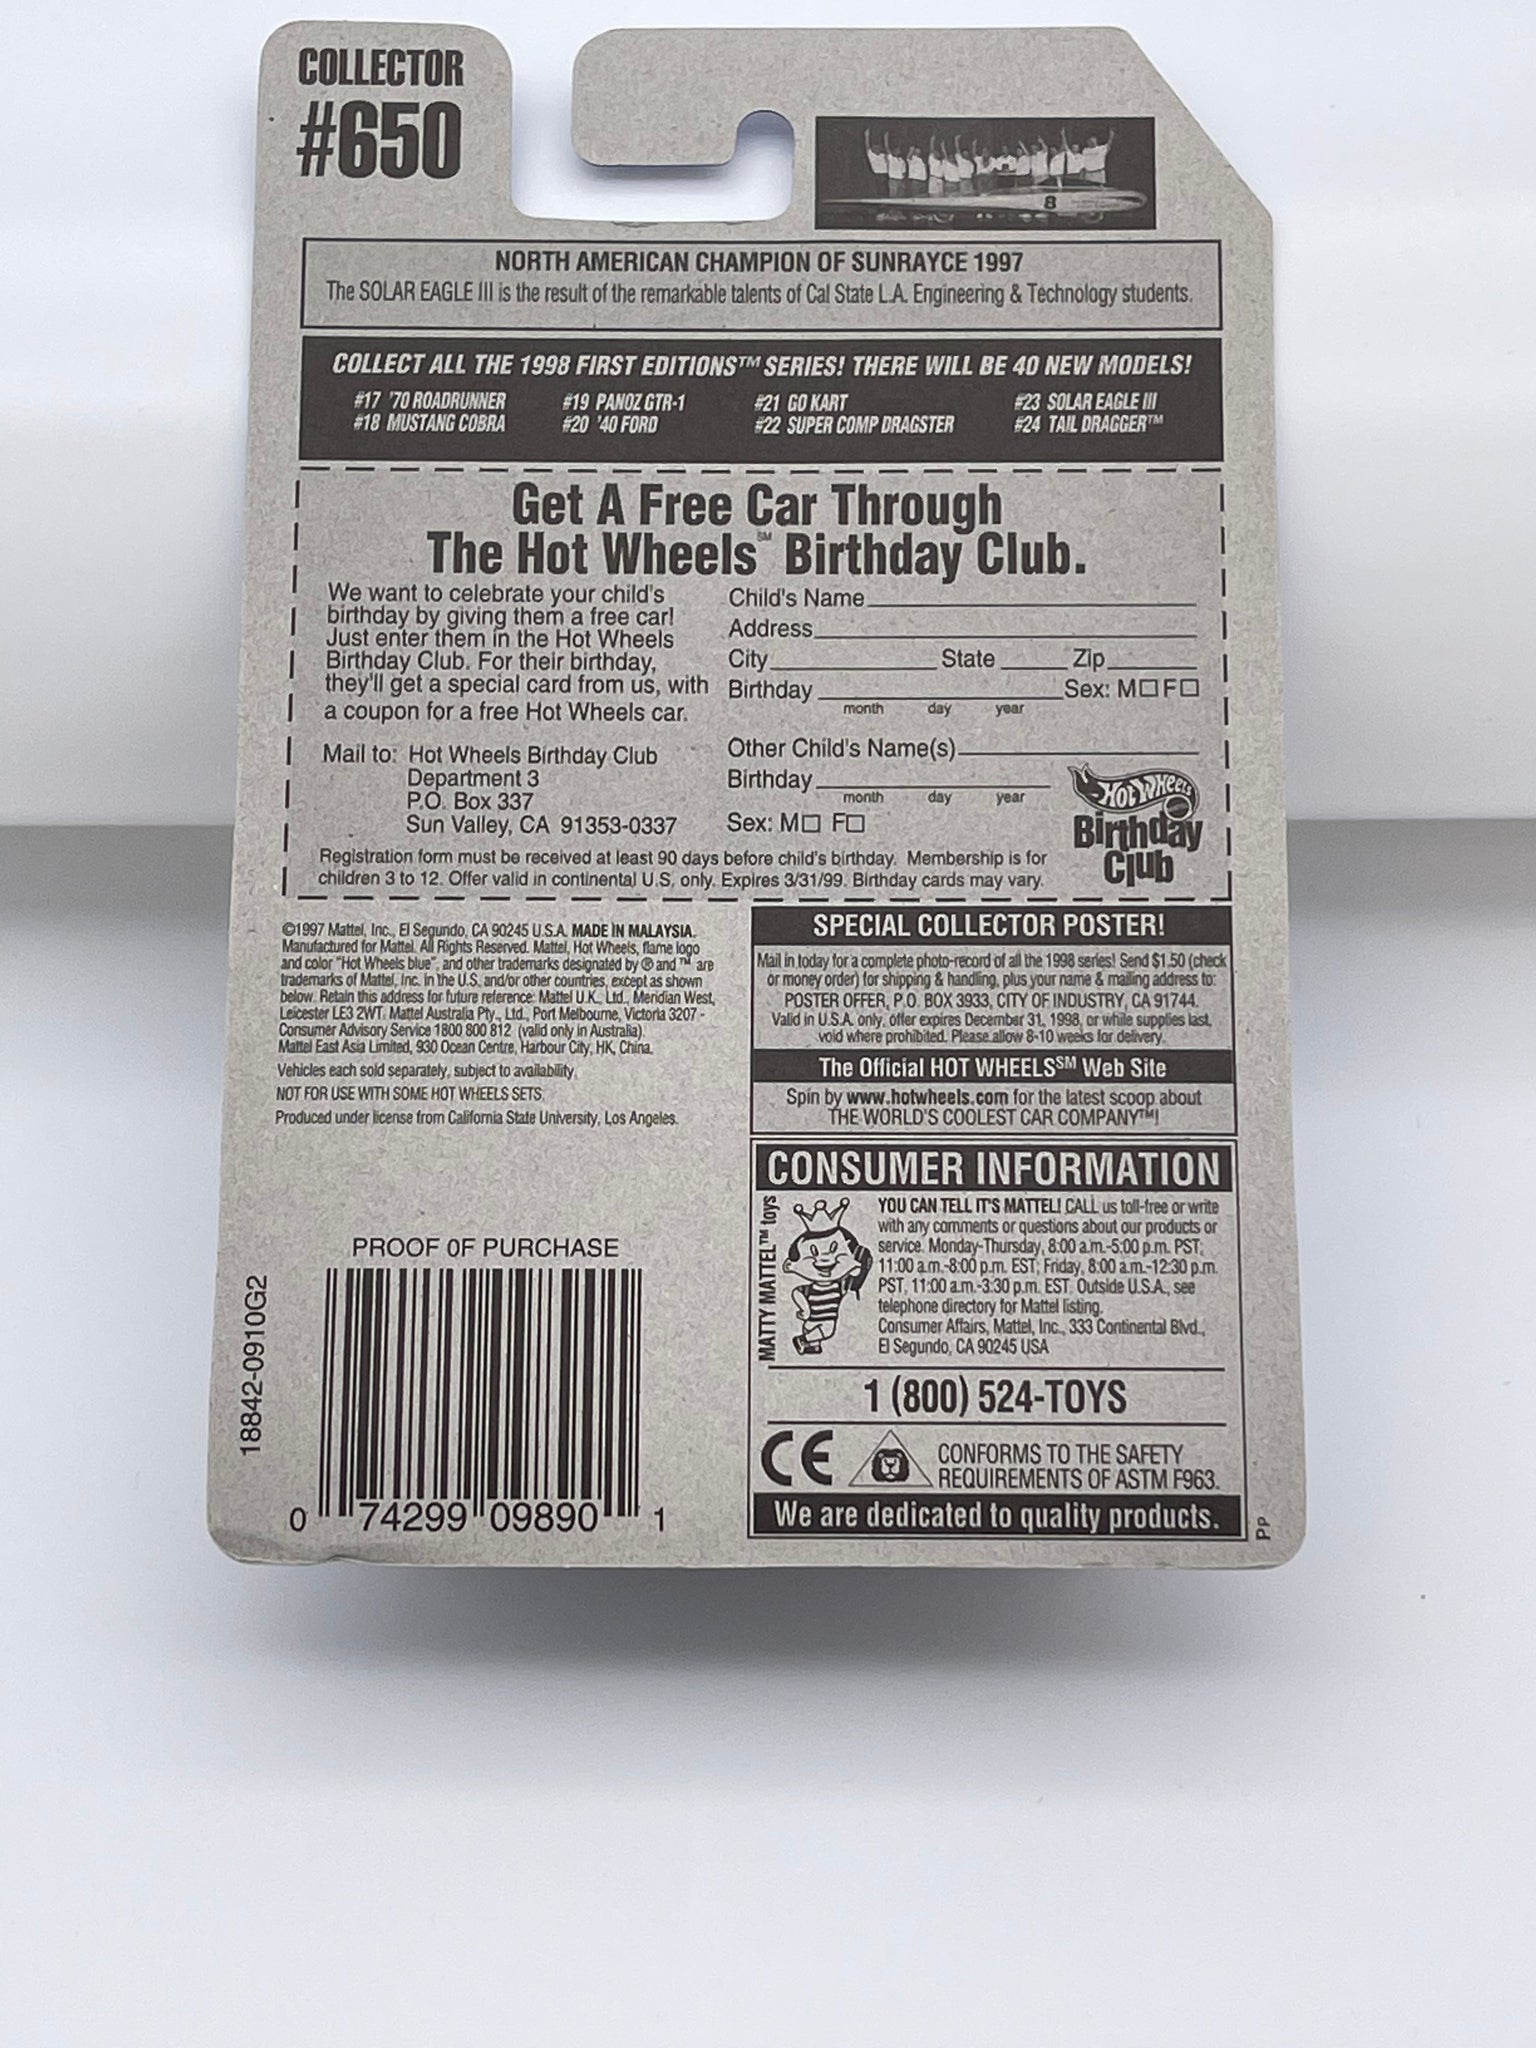 COLLECTOR
#650
8
NORTH AMERICAN CHAMPION OF SUNRAYCE 1997
The SOLAR EAGLE III is the result of the remarkable talents of Cal State L.A. Engineering & Technology students.
COLLECT ALL THE 1998 FIRST EDITIONS™ SERIES! THERE WILL BE 40 NEW MODELS!
#17 '70 ROADRUNNER #19 PANOZ GTR-1 #21 GO KART #23 SOLAR EAGLE III
#18 MUSTANG COBRA #20 '40 FORD #22 SUPER COMP DRAGSTER #24 TAIL DRAGGER™
Get A Free Car Through
The Hot Wheels℠ Birthday Club.
We want to celebrate your child's
birthday by giving them a free car!
Just enter them in the Hot Wheels
Birthday Club. For their birthday,
they'll get a special card from us, with
a coupon for a free Hot Wheels car.
Mail to: Hot Wheels Birthday Club
Department 3
P.O. Box 337
Sun Valley, CA 91353-0337
Child's Name
Address
City State Zip
Birthday Sex: M□ F□
month day year
Other Child's Name(s)
Birthday
month day year
Sex: M□ F□
Hot Wheels
Birthday
Club
Registration form must be received at least 90 days before child's birthday. Membership is for
children 3 to 12. Offer valid in continental U.S. only. Expires 3/31/99. Birthday cards may vary.
©1997 Mattel, Inc., El Segundo, CA 90245 U.S.A. MADE IN MALAYSIA.
Manufactured for Mattel. All Rights Reserved. Mattel, Hot Wheels, flame logo
and color "Hot Wheels blue", and other trademarks designated by ® and ™ are
trademarks of Mattel, Inc. in the U.S. and/or other countries, except as shown
below. Retain this address for future reference: Mattel U.K., Ltd., Meridian West,
Leicester LE3 2WT. Mattel Australia Pty., Ltd., Port Melbourne, Victoria 3207 -
Consumer Advisory Service 1800 800 812 (valid only in Australia).
Mattel East Asia Limited, 930 Ocean Centre, Harbour City, HK, China.
Vehicles each sold separately, subject to availability.
NOT FOR USE WITH SOME HOT WHEELS SETS.
Produced under license from California State University, Los Angeles.
SPECIAL COLLECTOR POSTER!
Mail in today for a complete photo-record of all the 1998 series! Send $1.50 (check
or money order) for shipping & handling, plus your name & mailing address to:
POSTER OFFER, P.O. BOX 3933, CITY OF INDUSTRY, CA 91744.
Valid in U.S.A. only, offer expires December 31, 1998, or while supplies last,
void where prohibited. Please allow 8-10 weeks for delivery.
The Official HOT WHEELS℠ Web Site
Spin by www.hotwheels.com for the latest scoop about
THE WORLD'S COOLEST CAR COMPANY™!
CONSUMER INFORMATION
MATTY MATTEL™ toys
YOU CAN TELL IT'S MATTEL! CALL us toll-free or write
with any comments or questions about our products or
service. Monday-Thursday, 8:00 a.m.-5:00 p.m. PST;
11:00 a.m.-8:00 p.m. EST; Friday, 8:00 a.m.-12:30 p.m.
PST, 11:00 a.m.-3:30 p.m. EST. Outside U.S.A., see
telephone directory for Mattel listing.
Consumer Affairs, Mattel, Inc., 333 Continental Blvd.,
El Segundo, CA 90245 USA
1 (800) 524-TOYS
CE
CONFORMS TO THE SAFETY
REQUIREMENTS OF ASTM F963.
We are dedicated to quality products.
PP
PROOF OF PURCHASE
18842-0910G2
0 74299 09890 1